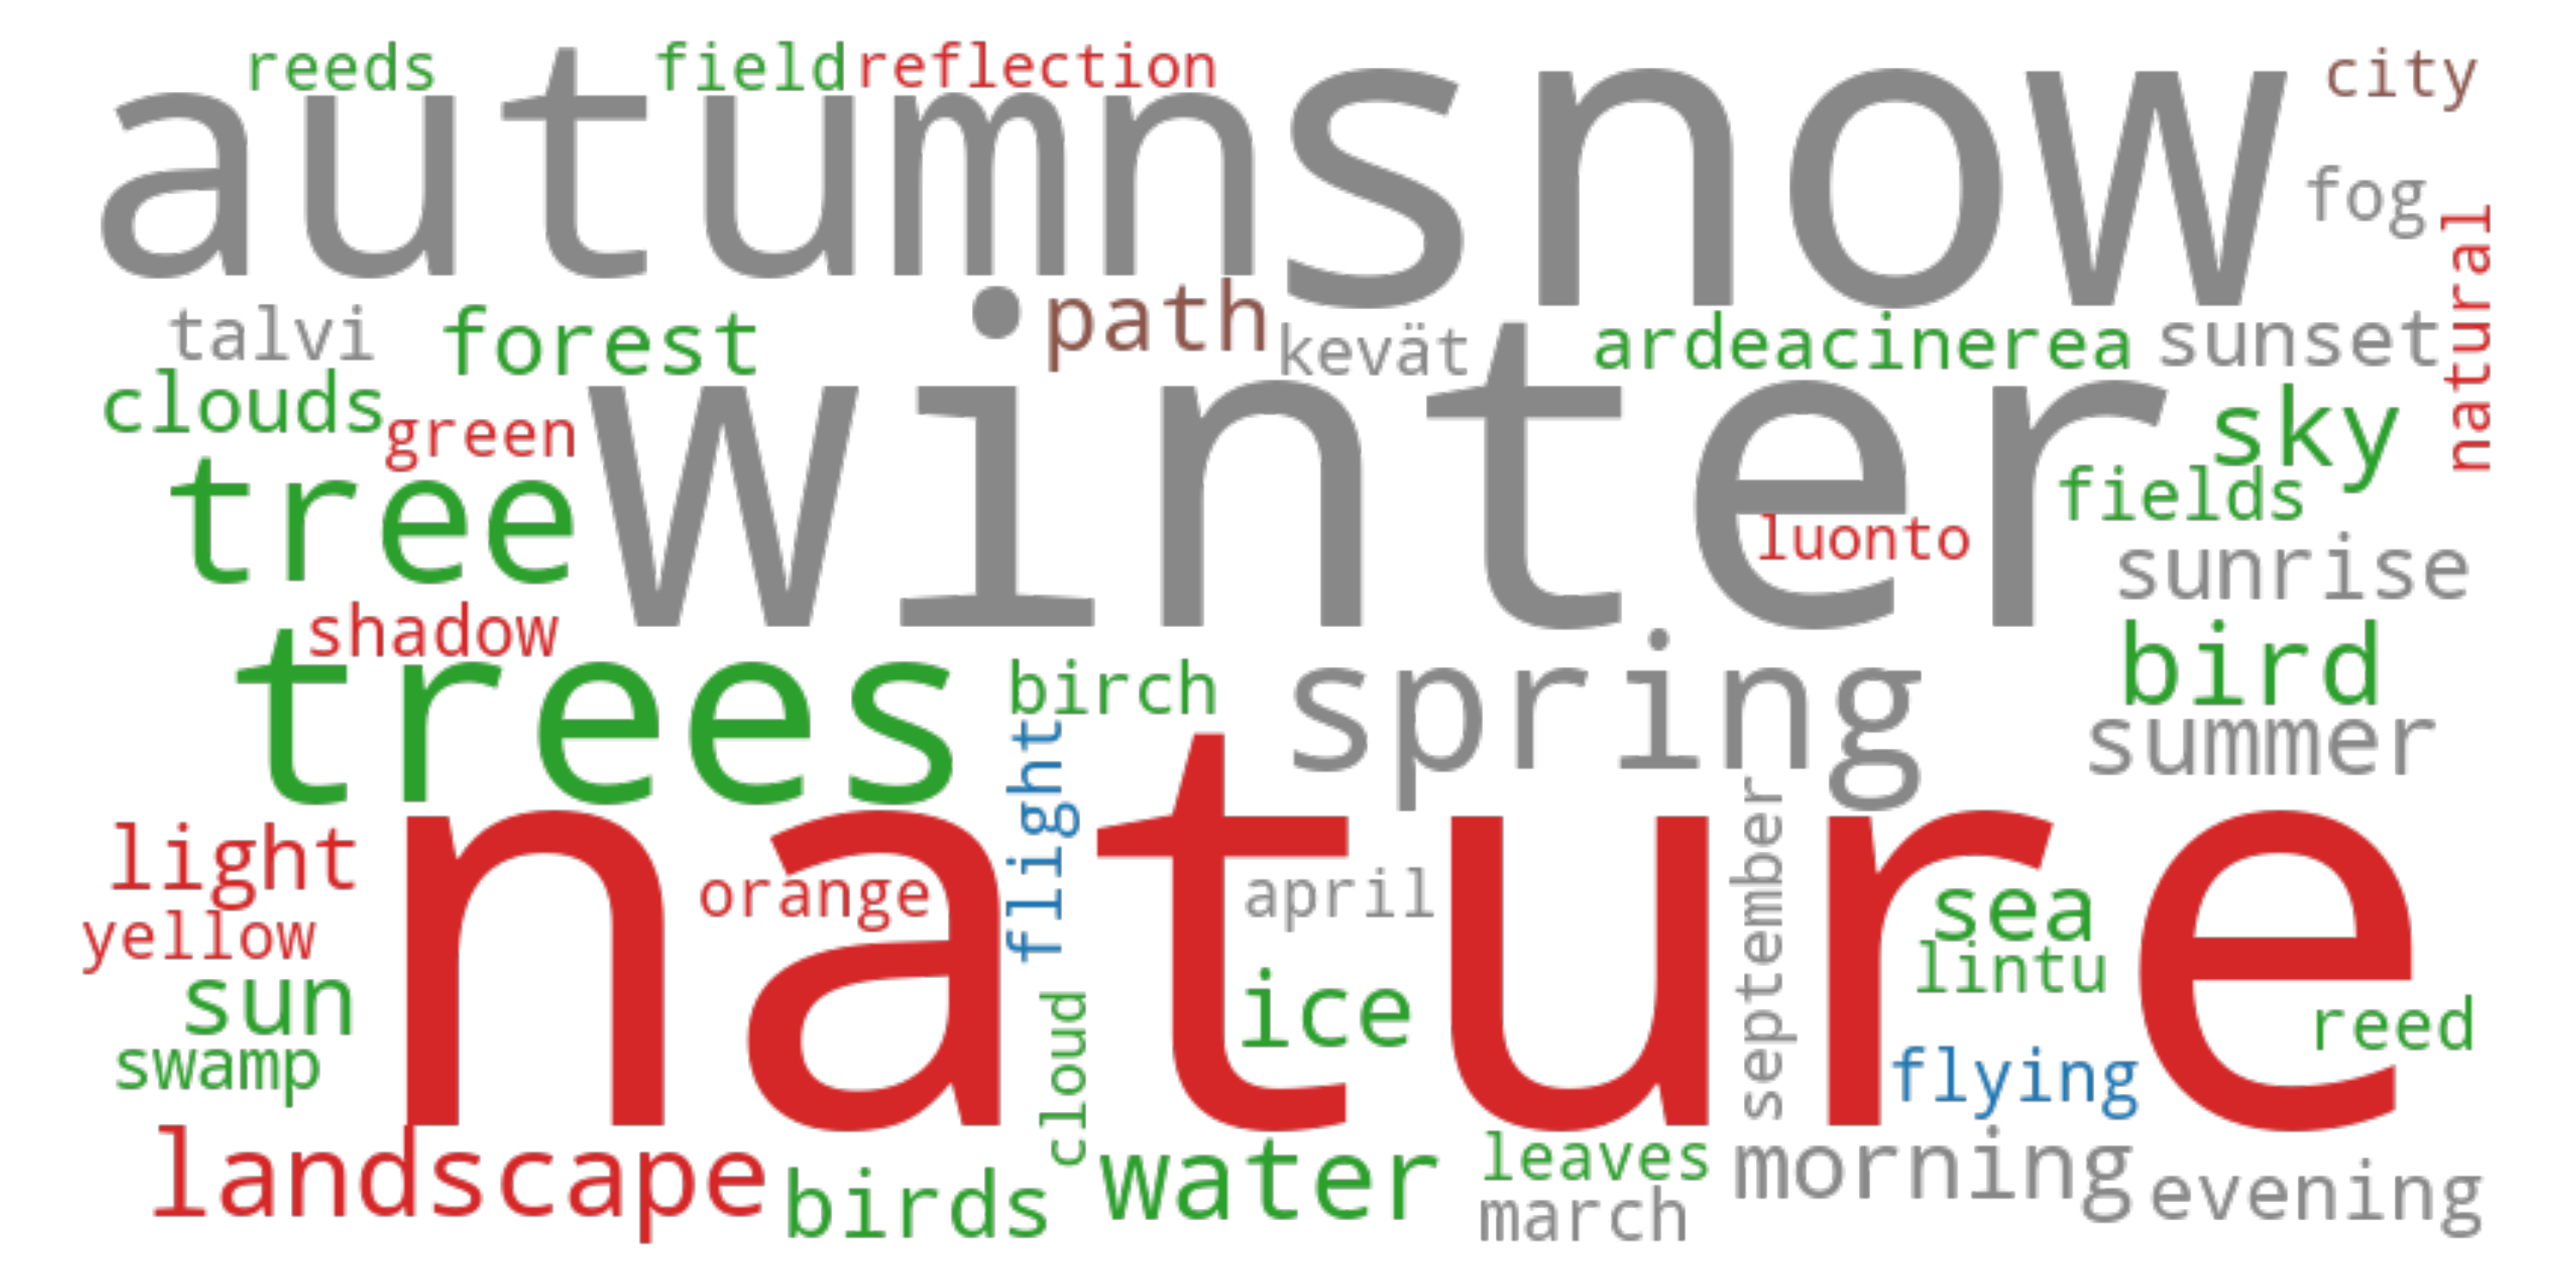 reeds
field
reflection
city
autumn
snow
fog
natural
talvi
forest
path
kevät
ardeacinerea
sunset
clouds
green
winter
sky
tree
fields
luonto
sunrise
shadow
trees
birch
spring
bird
summer
flight
light
nature
orange
april
september
sea
yellow
lintu
sun
ice
cloud
reed
swamp
flying
landscape
birds
water
leaves
morning
march
evening